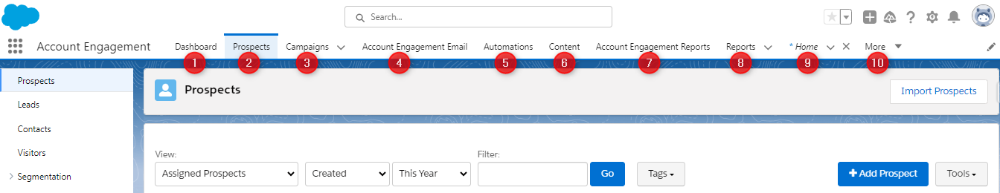 Search...
Account Engagement Dashboard Prospects Campaigns Account Engagement Email Automations Content Account Engagement Reports Reports * Home More
1 2 3 4 5 6 7 8 9 10
Prospects
Leads
Contacts
Visitors
Segmentation
Prospects
Import Prospects
View:
Filter:
Assigned Prospects Created This Year Go Tags + Add Prospect Tools